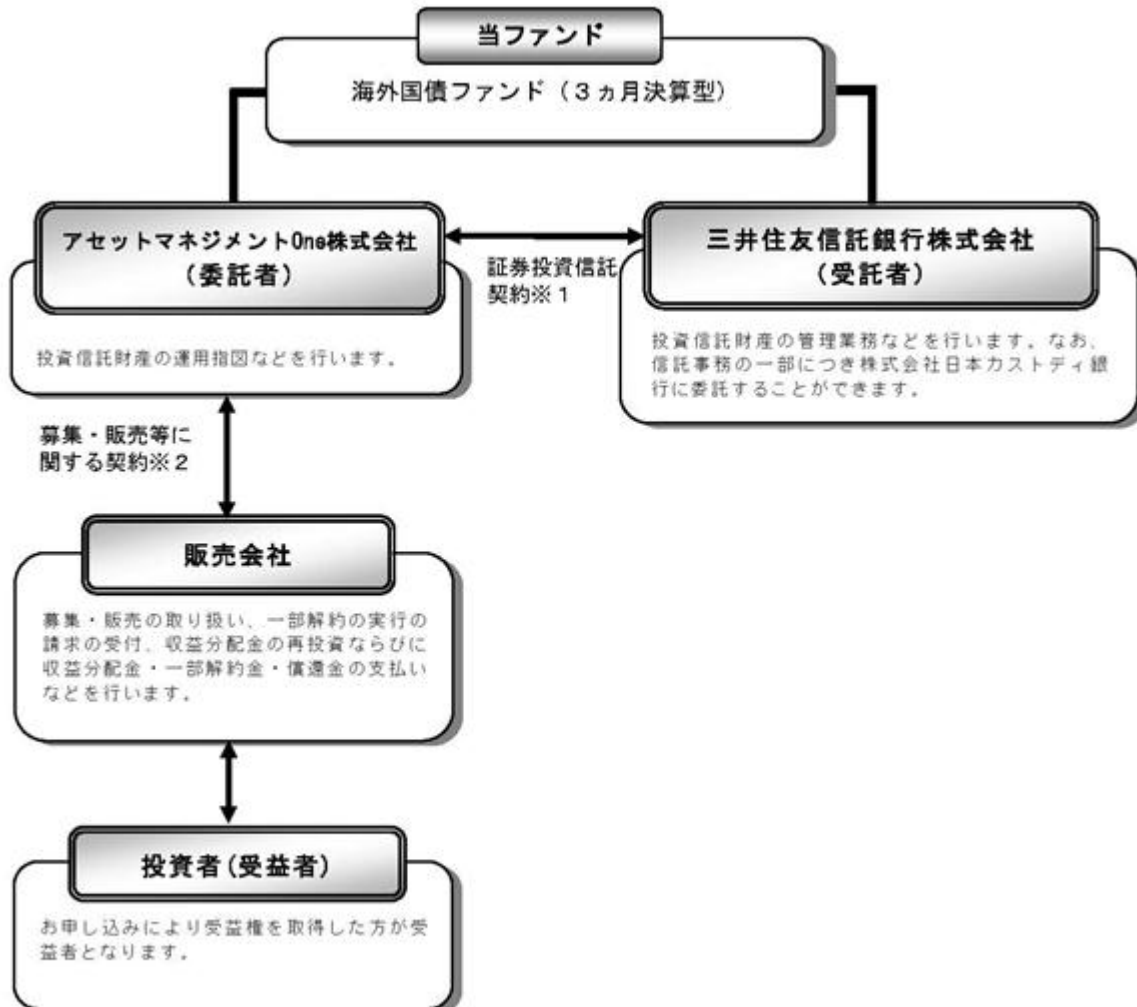 当ファンド
海外国債ファンド（３ヵ月決算型）
アセットマネジメントOne株式会社
（委託者）
投資信託財産の運用指図などを行います。
証券投資信託
契約※１
三井住友信託銀行株式会社
（受託者）
投資信託財産の管理業務などを行います。なお、
信託事務の一部につき株式会社日本カストディ銀
行に委託することができます。
募集・販売等に
関する契約※２
販売会社
募集・販売の取り扱い、一部解約の実行の
請求の受付、収益分配金の再投資ならびに
収益分配金・一部解約金・償還金の支払い
などを行います。
投資者(受益者)
お申し込みにより受益権を取得した方が受
益者となります。